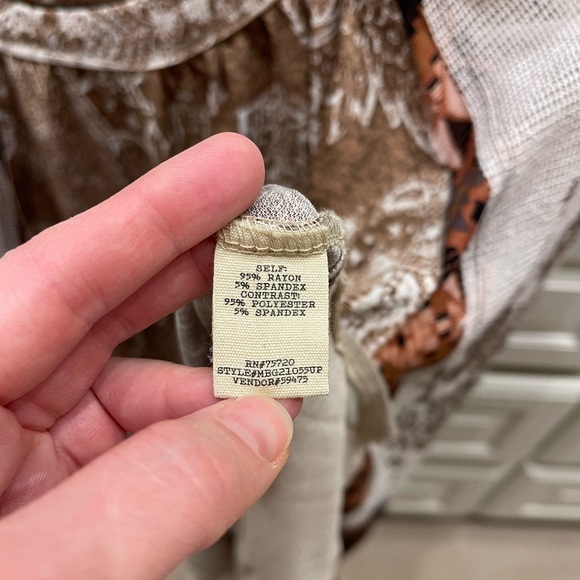 SELF:
95% RAYON
5% SPANDEX
CONTRAST:
95% POLYESTER
5% SPANDEX
RN#75720
STYLE#MBG21055UP
VENDOR#59475